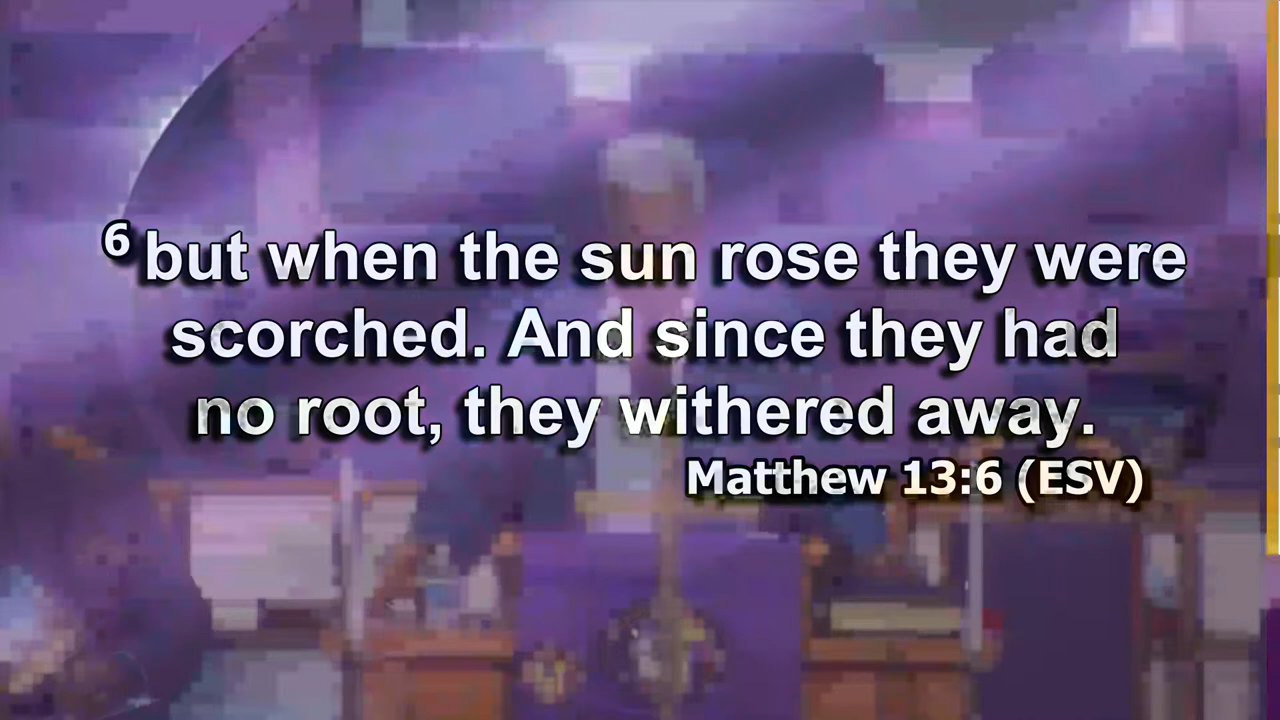 6 but when the sun rose they were
scorched. And since they had
no root, they withered away.
Matthew 13:6 (ESV)